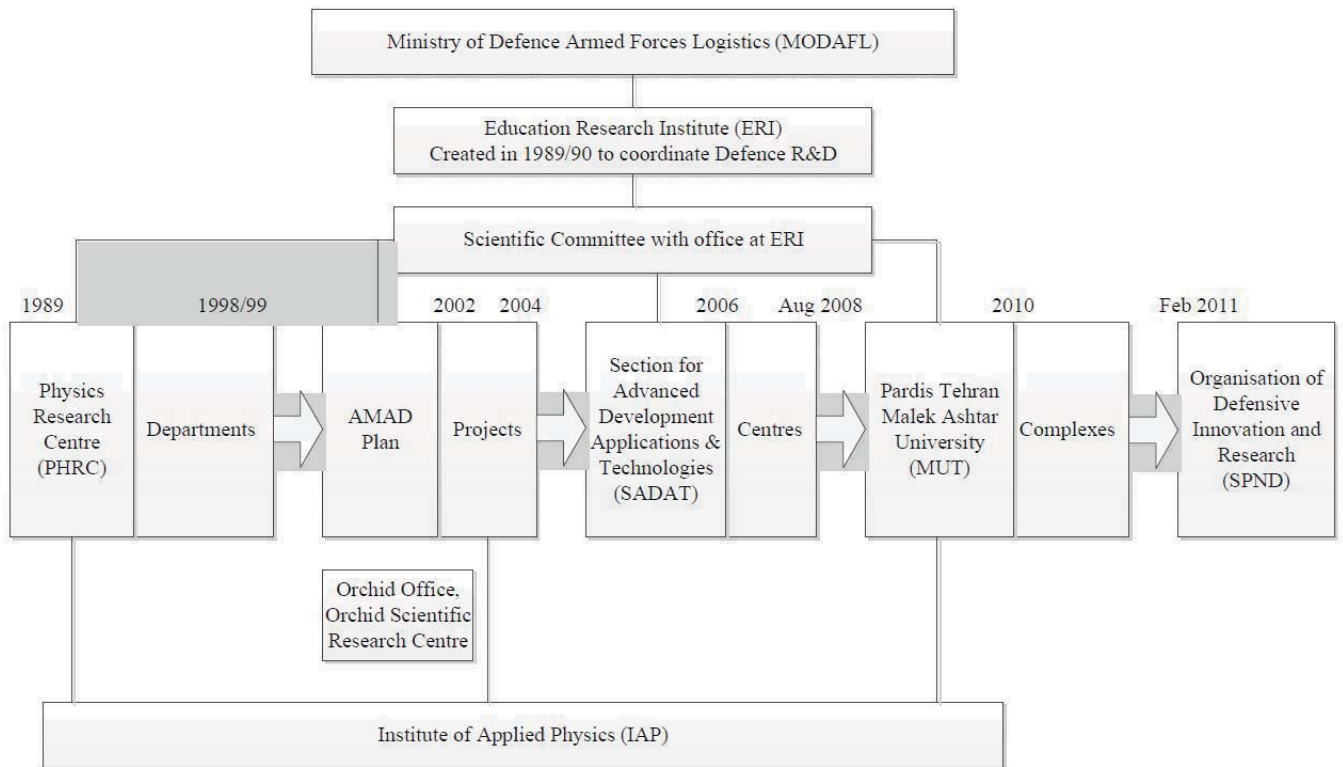 Ministry of Defence Armed Forces Logistics (MODAFL)
Education Research Institute (ERI)
Created in 1989/90 to coordinate Defence R&D
Scientific Committee with office at ERI
1989
1998/99
2002
2004
2006
Aug 2008
2010
Feb 2011
Physics
Research
Centre
(PHRC)
Departments
AMAD
Plan
Projects
Section for
Advanced
Development
Applications &
Technologies
(SADAT)
Centres
Pardis Tehran
Malek Ashtar
University
(MUT)
Complexes
Organisation of
Defensive
Innovation and
Research
(SPND)
Orchid Office,
Orchid Scientific
Research Centre
Institute of Applied Physics (IAP)